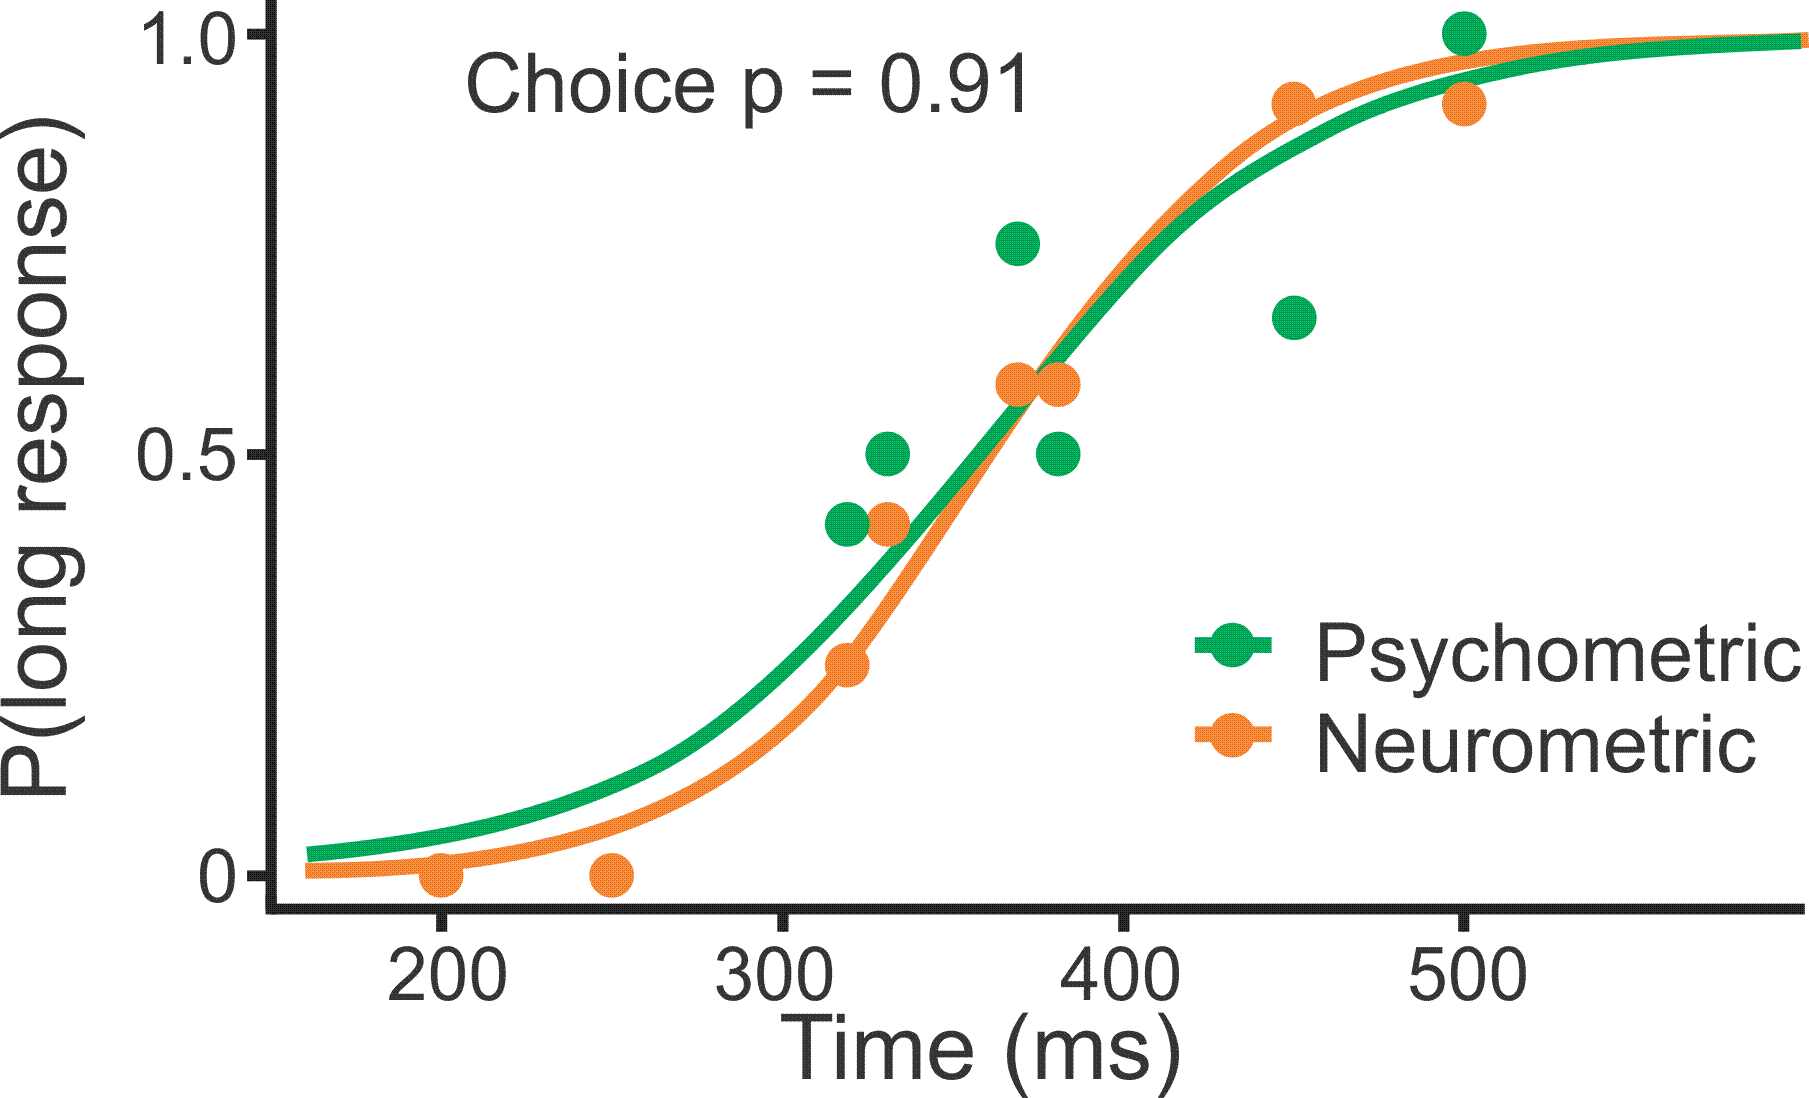 1.0
Choice p = 0.91
P(long response)
0.5
Psychometric
Neurometric
0
200 300 400 500
Time (ms)